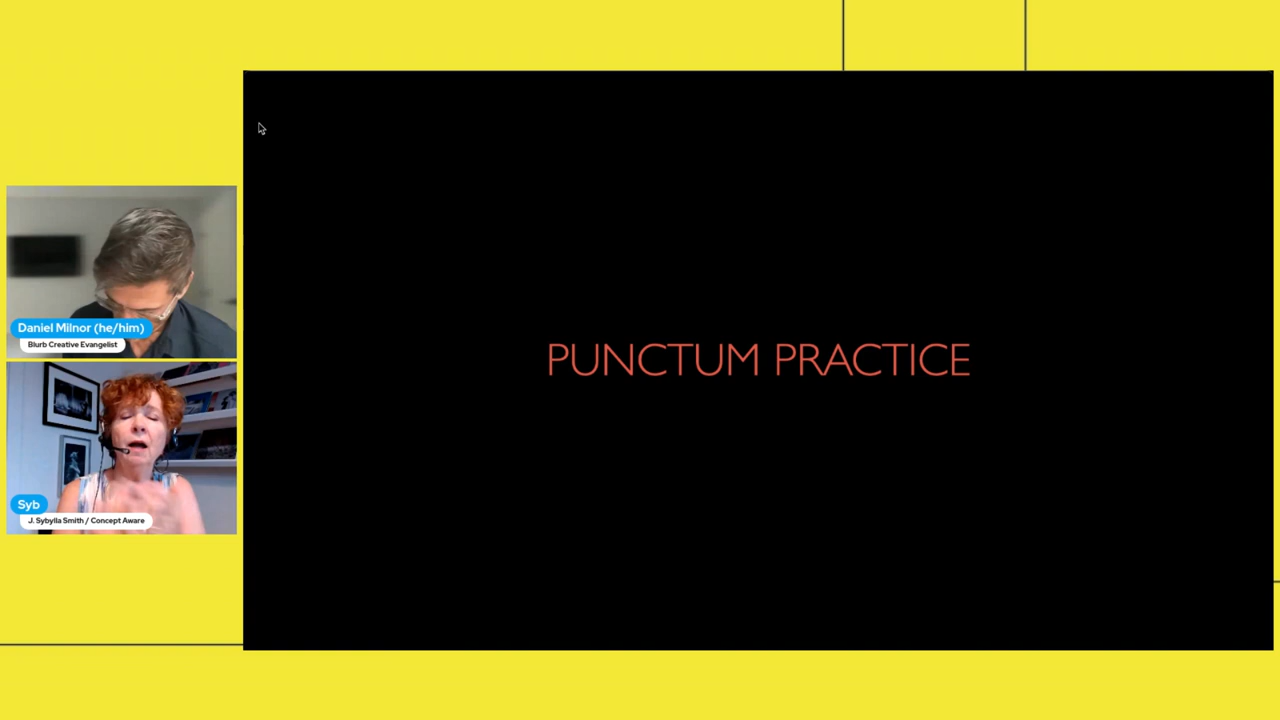 Daniel Milnor (he/him)
Blurb Creative Evangelist
Syb
J. Sybylla Smith / Concept Aware
PUNCTUM PRACTICE